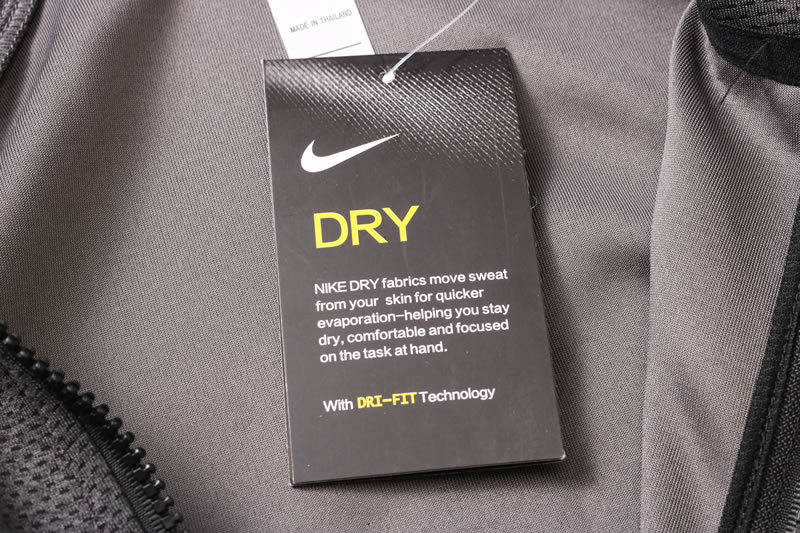 MADE IN THAILAND
DRY
NIKE DRY fabrics move sweat
from your skin for quicker
evaporation—helping you stay
dry, comfortable and focused
on the task at hand.
With DRI-FIT Technology